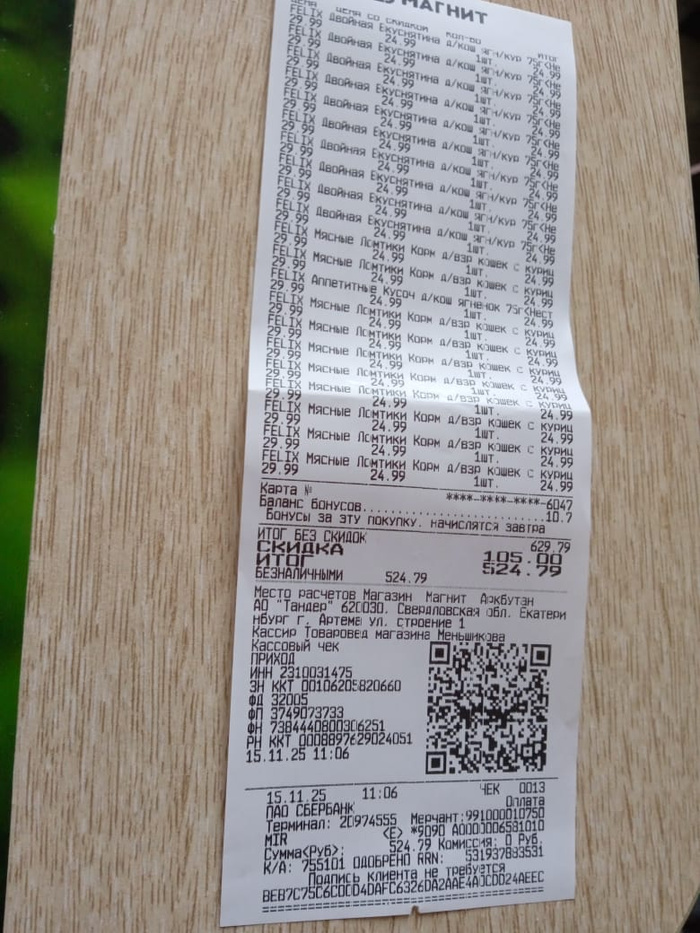 МАГНИТ
ЦЕНА ЦЕНА СО СКИДКОМ КОЛ-ВО ИТОГ
FELIX Двойная Вкуснятина д/кош ягн/кур 75г<Не
29.99 24.99 1шт. 24.99
FELIX Двойная Вкуснятина д/кош ягн/кур 75г<Не
29.99 24.99 1шт. 24.99
FELIX Двойная Вкуснятина д/кош ягн/кур 75г<Не
29.99 24.99 1шт. 24.99
FELIX Двойная Вкуснятина д/кош ягн/кур 75г<Не
29.99 24.99 1шт. 24.99
FELIX Двойная Вкуснятина д/кош ягн/кур 75г<Не
29.99 24.99 1шт. 24.99
FELIX Двойная Вкуснятина д/кош ягн/кур 75г<Не
29.99 24.99 1шт. 24.99
FELIX Двойная Вкуснятина д/кош ягн/кур 75г<Не
29.99 24.99 1шт. 24.99
FELIX Двойная Вкуснятина д/кош ягн/кур 75г<Не
29.99 24.99 1шт. 24.99
FELIX Мясные Ломтики Корм д/взр кошек с куриц
29.99 24.99 1шт. 24.99
FELIX Мясные Ломтики Корм д/взр кошек с куриц
29.99 24.99 1шт. 24.99
FELIX Аппетитные Кусоч д/кош ягненок 75г<Нест
29.99 24.99 1шт. 24.99
FELIX Мясные Ломтики Корм д/взр кошек с куриц
29.99 24.99 1шт. 24.99
FELIX Мясные Ломтики Корм д/взр кошек с куриц
29.99 24.99 1шт. 24.99
FELIX Мясные Ломтики Корм д/взр кошек с куриц
29.99 24.99 1шт. 24.99
FELIX Мясные Ломтики Корм д/взр кошек с куриц
29.99 24.99 1шт. 24.99
FELIX Мясные Ломтики Корм д/взр кошек с куриц
29.99 24.99 1шт. 24.99
FELIX Мясные Ломтики Корм д/взр кошек с куриц
29.99 24.99 1шт. 24.99
FELIX Мясные Ломтики Корм д/взр кошек с куриц
29.99 24.99 1шт. 24.99
Карта № ****-****-****-6047
Баланс бонусов..........................10.7
Бонусы за эту покупку, начислятся завтра
ИТОГ БЕЗ СКИДОК 629.79
СКИДКА 105.00
ИТОГ 524.79
БЕЗНАЛИЧНЫМИ 524.79
Место расчетов Магазин Магнит Аркбутан
АО "Тандер" 620030, Свердловская обл. Екатери
нбург г, Артема ул, строение 1
Кассир Товаровед магазина Меньшикова
Кассовый чек
ПРИХОД
ИНН 2310031475
ЗН ККТ 00106205820660
ФД 32005
ФП 3749073733
ФН 7384440800306251
РН ККТ 0008897629024051
15.11.25 11:06
15.11.25 11:06 ЧЕК 0013
ПАО СБЕРБАНК Оплата
Терминал: 20974555 Мерчант:991000010750
MIR <E> *9090 A0000006581010
Сумма<Руб>: 524.79 Комиссия: 0 Руб.
К/А: 755101 ОДОБРЕНО RRN: 531937833531
Подпись клиента не требуется
BEB7C75C6C0C04DAFC6326DA2AAE4A0CDD24AEEC